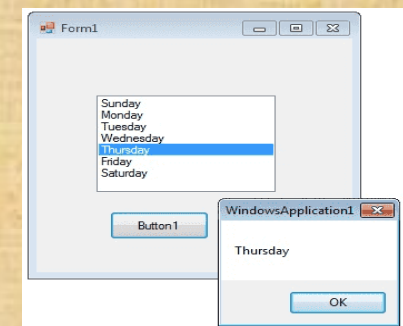 Form1
Sunday
Monday
Tuesday
Wednesday
Thursday
Friday
Saturday
Button1
WindowsApplication1
Thursday
OK